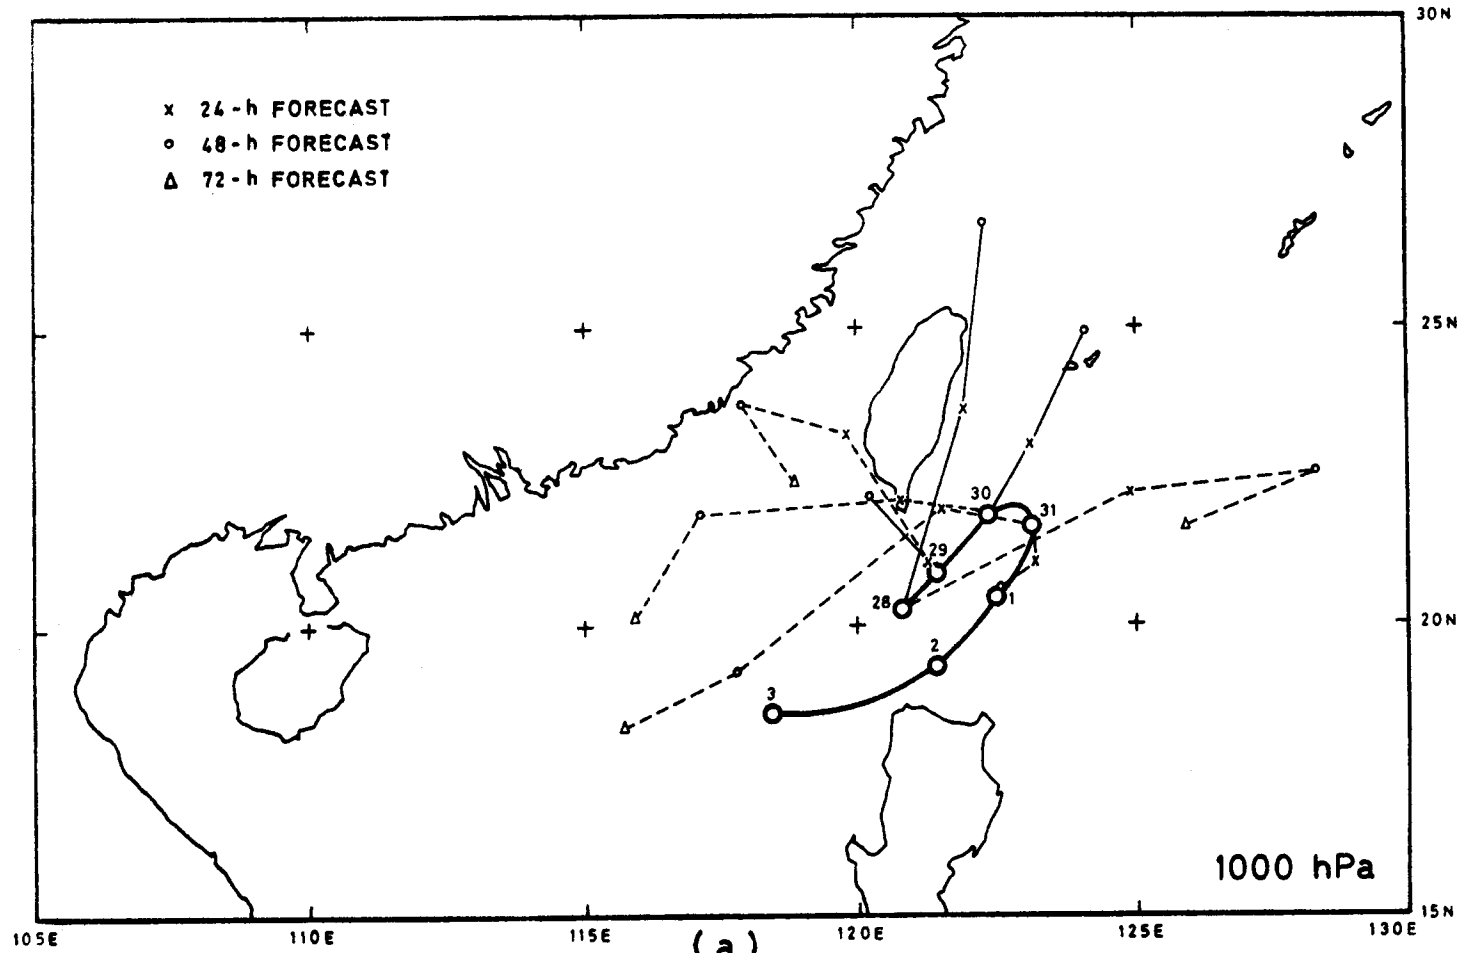 30N
x 24-h FORECAST
o 48-h FORECAST
Δ 72-h FORECAST
25N
30
31
29
28
1
20N
2
3
1000 hPa
15N
105E 110E 115E 120E 125E 130E
(a)